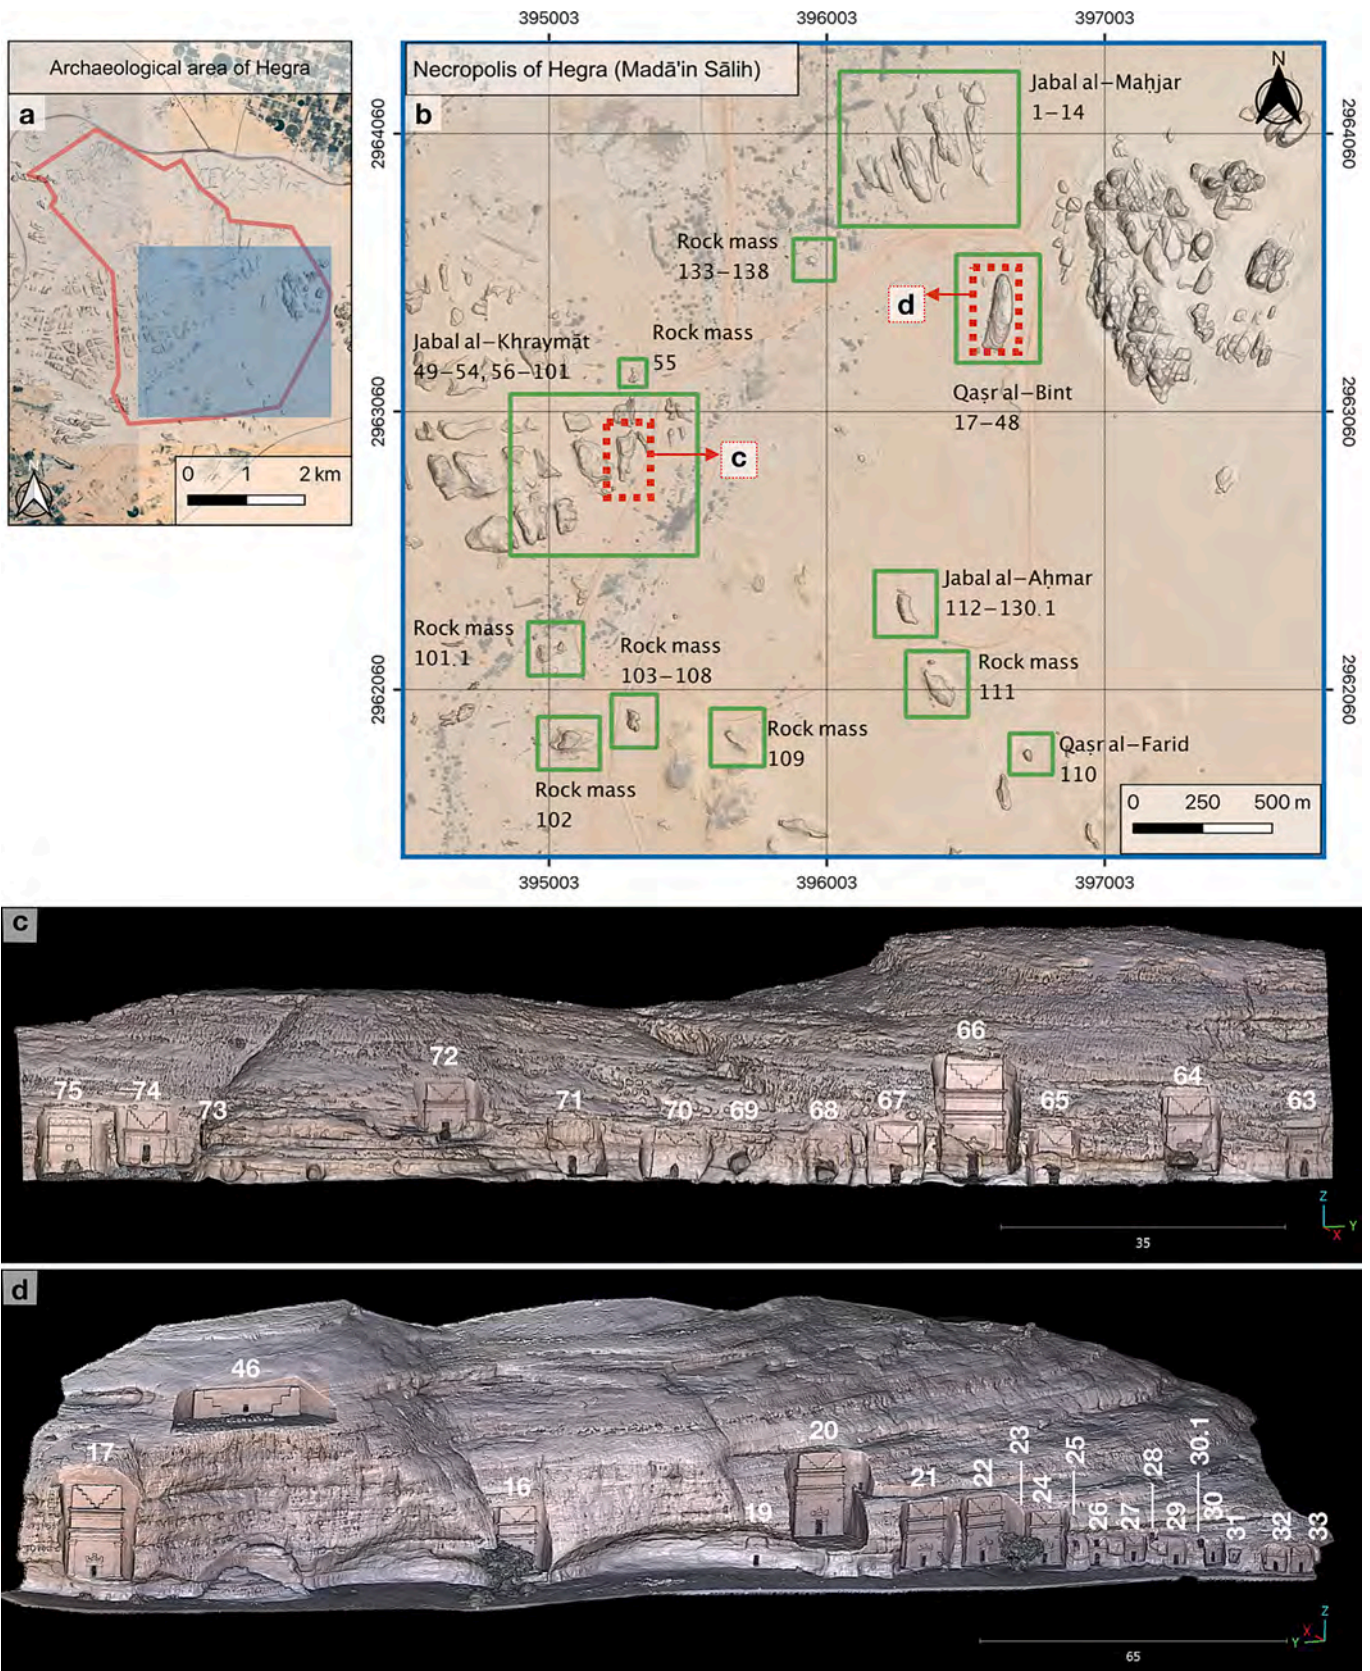 Archaeological area of Hegra
a
0 1 2 km
395003 396003 397003
Necropolis of Hegra (Madā'in Sālih)
b
N
2964060
2963060
2962060
2964060
2963060
2962060
Jabal al-Maḥjar
1-14
Rock mass
133-138
d
Qaṣr al-Bint
17-48
Jabal al-Khraymāt
49-54, 56-101
Rock mass
55
c
Jabal al-Aḥmar
112-130.1
Rock mass
101.1
Rock mass
103-108
Rock mass
111
Rock mass
109
Qaṣr al-Farid
110
Rock mass
102
0 250 500 m
395003 396003 397003
c
75 74 73 72 71 70 69 68 67 66 65 64 63
35
Z
Y
X
d
17 46 16 19 20 21 22 23 24 25 26 27 28 29 30 30.1 31 32 33
65
Z
X
Y